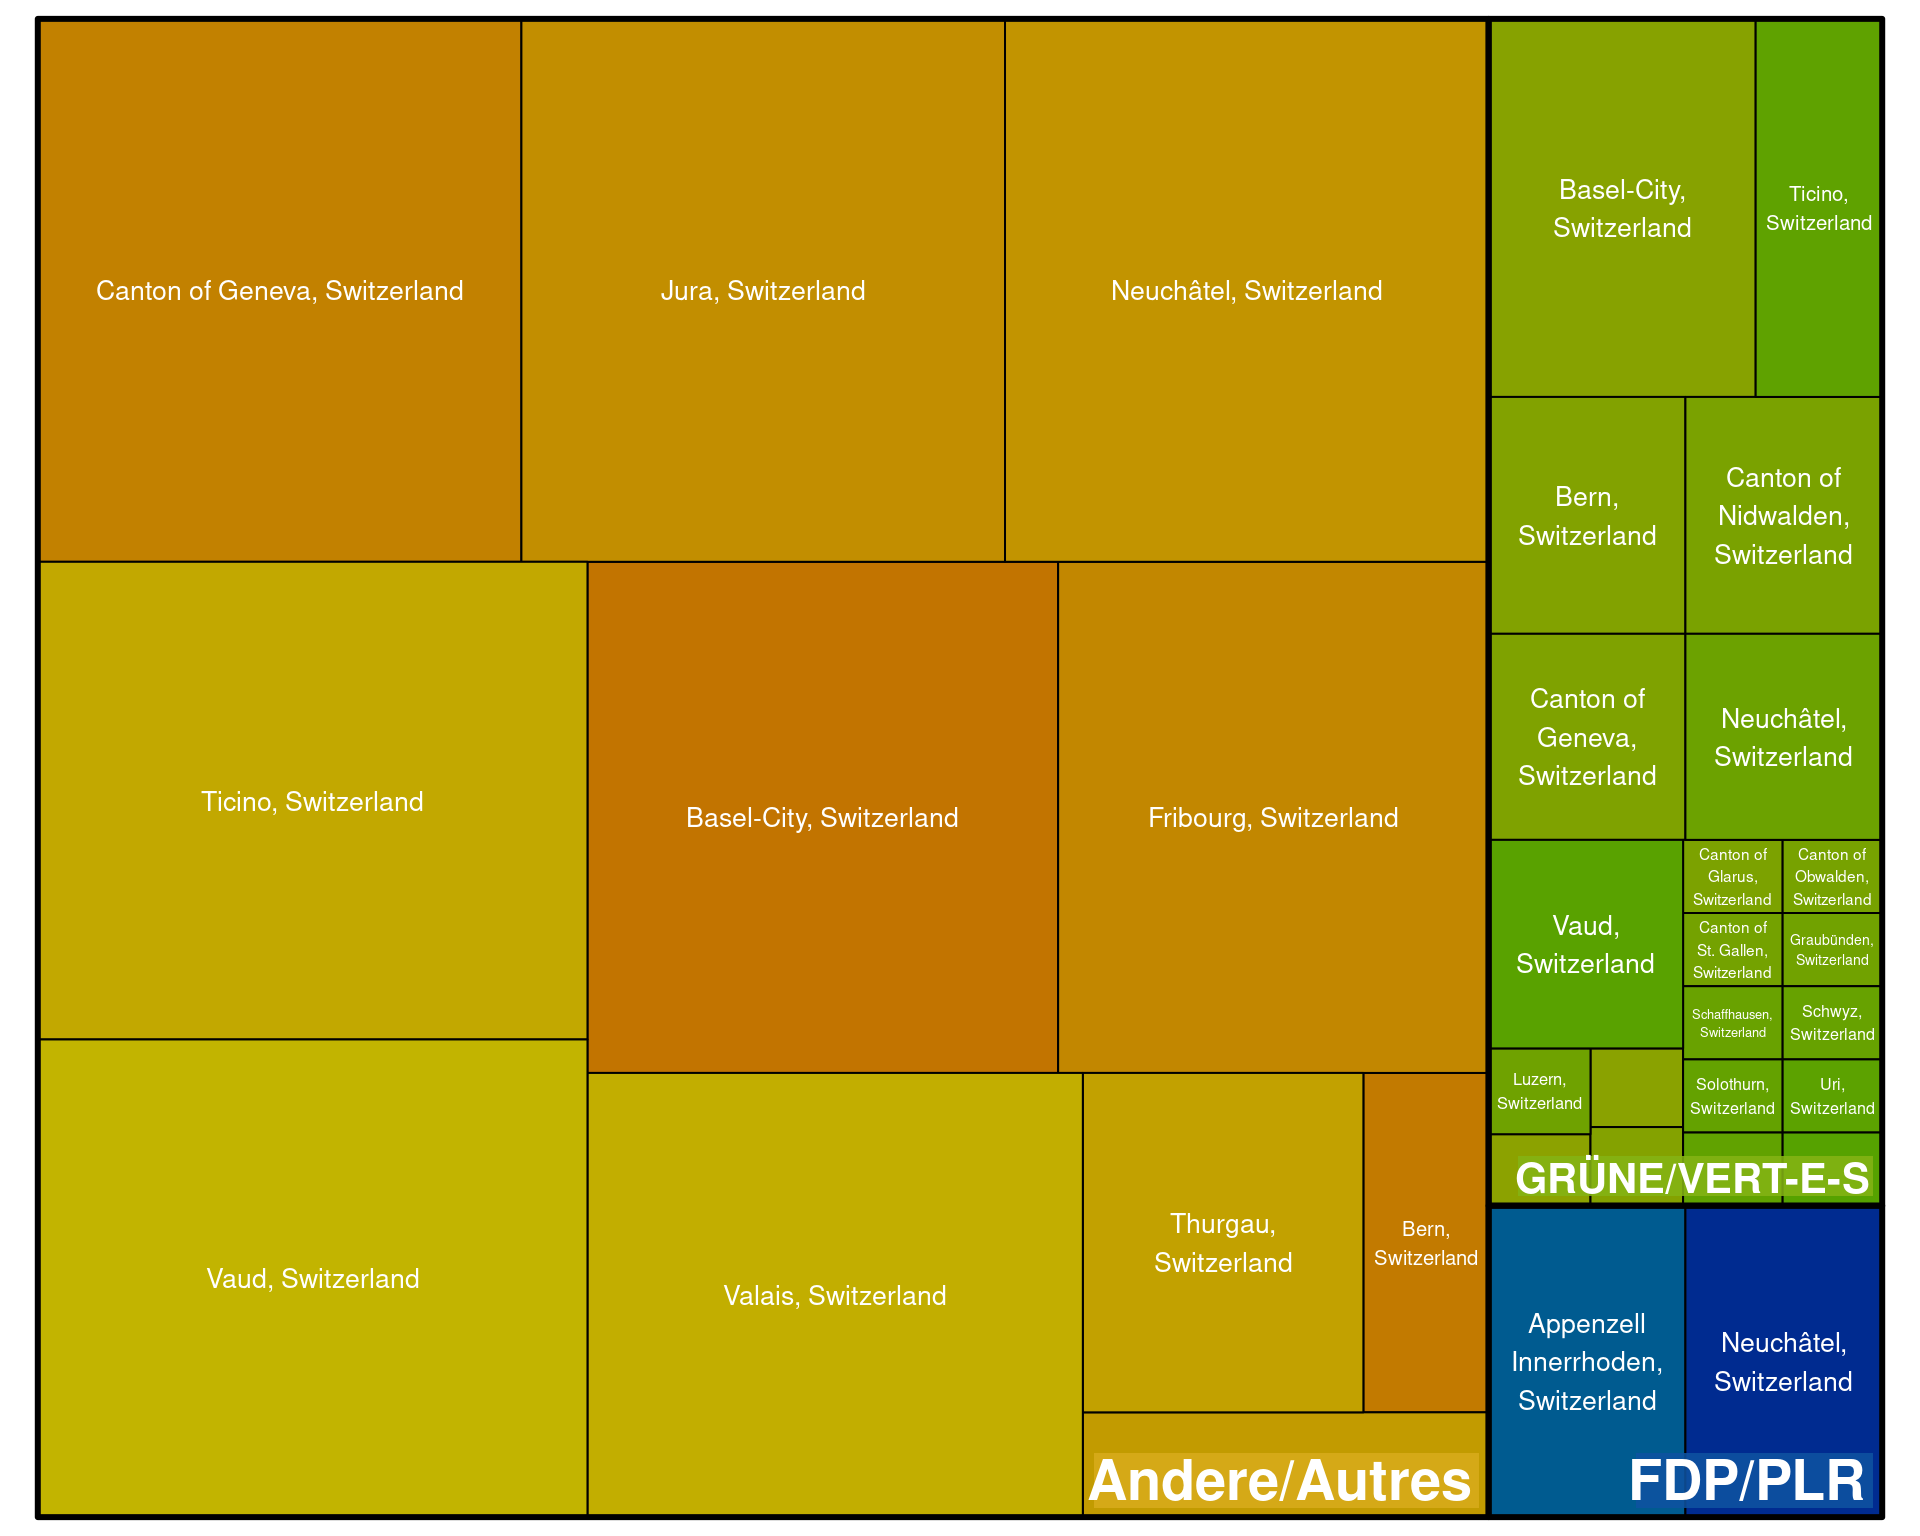 Canton of Geneva, Switzerland
Jura, Switzerland
Neuchâtel, Switzerland
Ticino, Switzerland
Basel-City, Switzerland
Fribourg, Switzerland
Vaud, Switzerland
Valais, Switzerland
Thurgau,
Switzerland
Bern,
Switzerland
Andere/Autres
Basel-City,
Switzerland
Ticino,
Switzerland
Bern,
Switzerland
Canton of
Nidwalden,
Switzerland
Canton of
Geneva,
Switzerland
Neuchâtel,
Switzerland
Vaud,
Switzerland
Canton of
Glarus,
Switzerland
Canton of
Obwalden,
Switzerland
Canton of
St. Gallen,
Switzerland
Graubünden,
Switzerland
Schaffhausen,
Switzerland
Schwyz,
Switzerland
Luzern,
Switzerland
Solothurn,
Switzerland
Uri,
Switzerland
GRÜNE/VERT-E-S
Appenzell
Innerrhoden,
Switzerland
Neuchâtel,
Switzerland
FDP/PLR